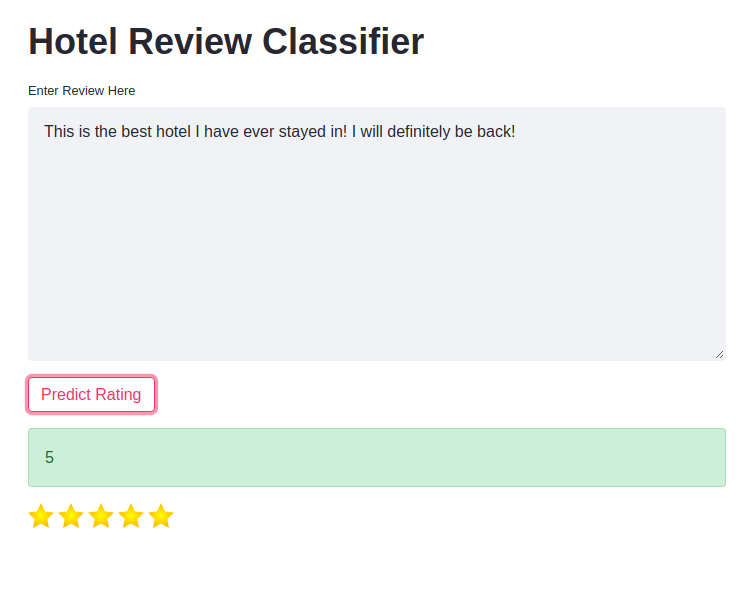 Hotel Review Classifier
Enter Review Here
This is the best hotel I have ever stayed in! I will definitely be back!
Predict Rating
5